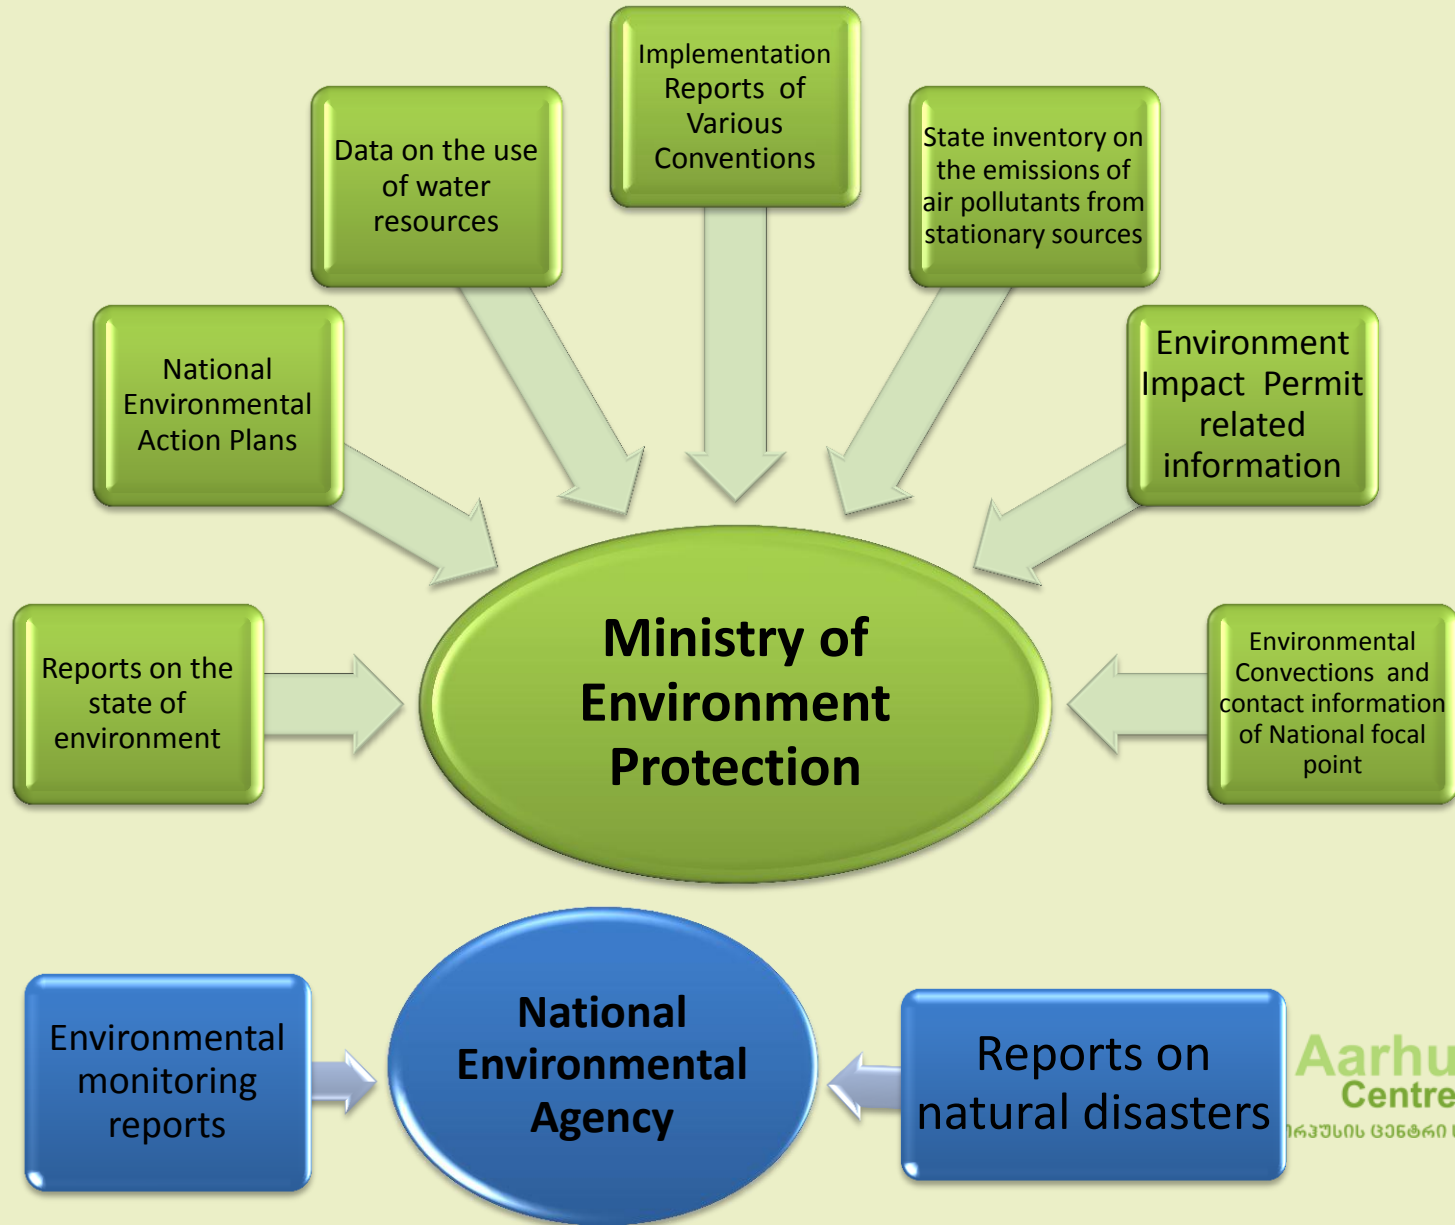 Implementation
Reports of
Various
Conventions
Data on the use
of water
resources
State inventory on
the emissions of
air pollutants from
stationary sources
National
Environmental
Action Plans
Environment
Impact Permit
related
information
Reports on the
state of
environment
Ministry of
Environment
Protection
Environmental
Convections and
contact information
of National focal
point
Environmental
monitoring
reports
National
Environmental
Agency
Reports on
natural disasters
Aarhu
Centre
ორჰუსის ცენტრი